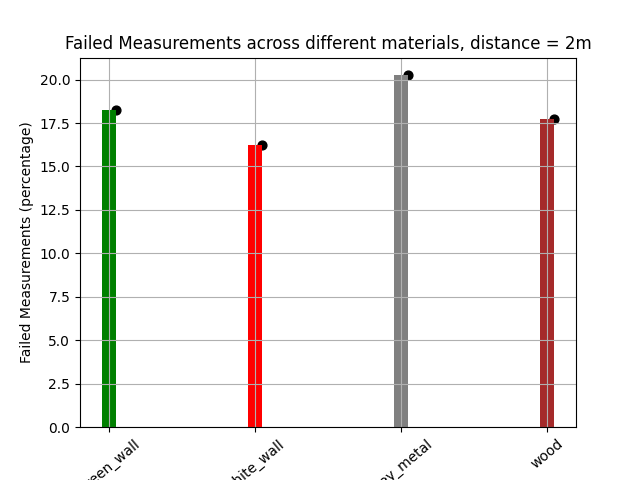 Failed Measurements across different materials, distance = 2m
Failed Measurements (percentage)
20.0
17.5
15.0
12.5
10.0
7.5
5.0
2.5
0.0
een_wall
hite_wall
ay_metal
wood